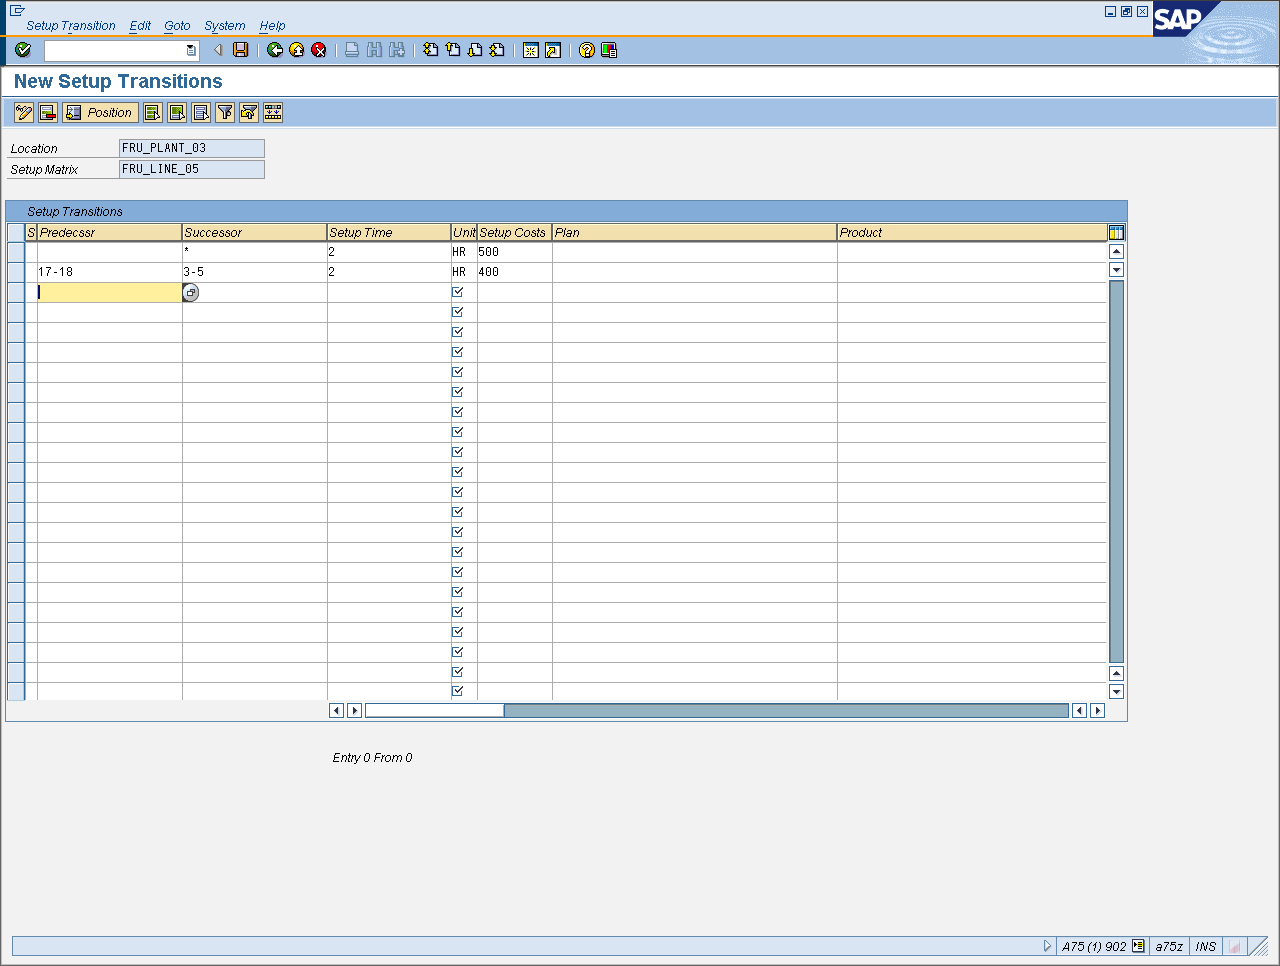 Setup Transition Edit Goto System Help
SAP
New Setup Transitions
Position
Location FRU_PLANT_03
Setup Matrix FRU_LINE_05
Setup Transitions
S Predecssr Successor Setup Time Unit Setup Costs Plan Product
* 2 HR 500
17-18 3-5 2 HR 400
Entry 0 From 0
A75 (1) 902 a75z INS